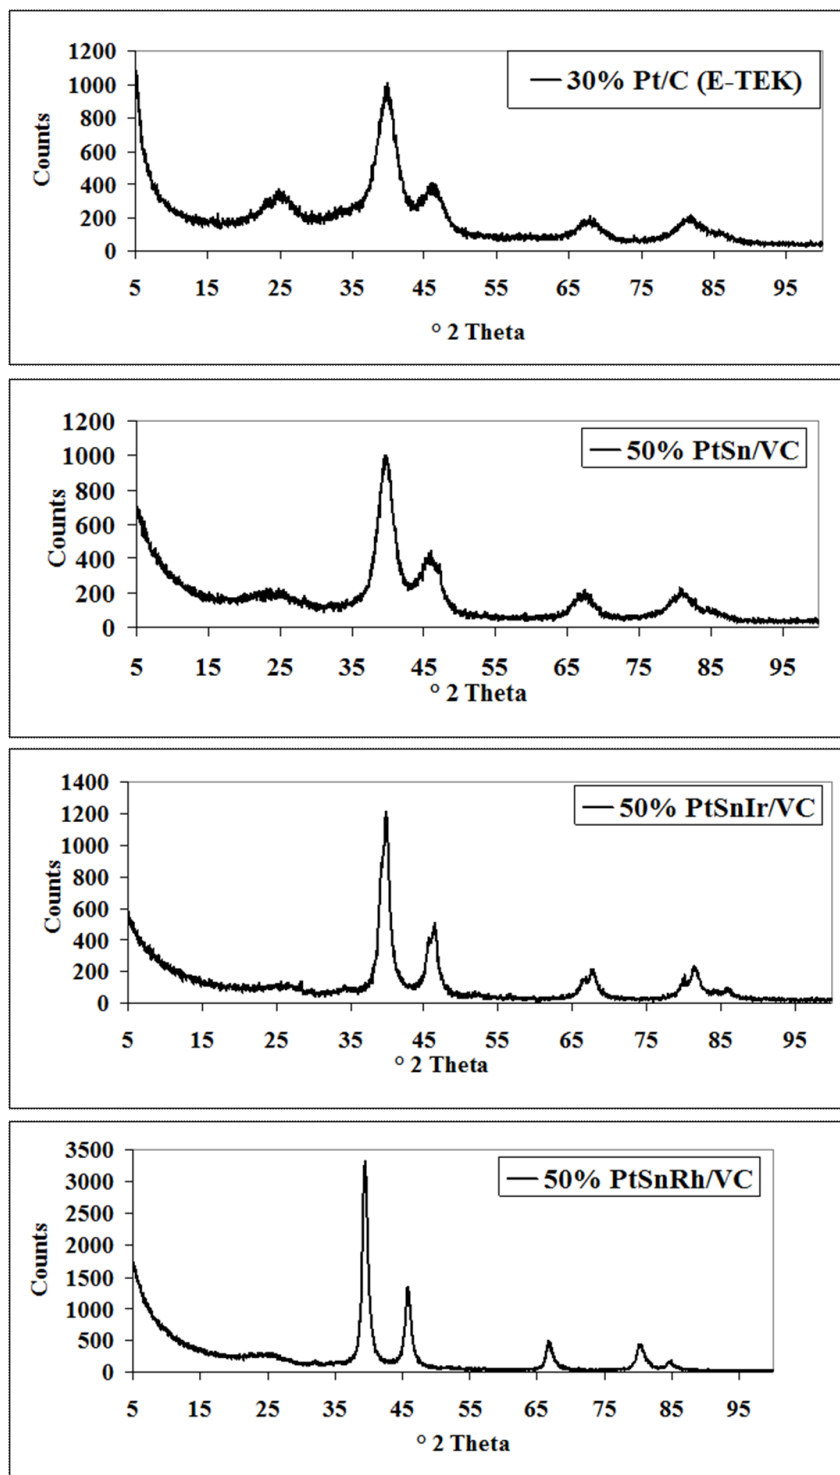 30% Pt/C (E-TEK)
Counts
1200
1000
800
600
400
200
0
5 15 25 35 45 55 65 75 85 95
° 2 Theta
50% PtSn/VC
Counts
1200
1000
800
600
400
200
0
5 15 25 35 45 55 65 75 85 95
° 2 Theta
50% PtSnIr/VC
Counts
1400
1200
1000
800
600
400
200
0
5 15 25 35 45 55 65 75 85 95
° 2 Theta
50% PtSnRh/VC
Counts
3500
3000
2500
2000
1500
1000
500
0
5 15 25 35 45 55 65 75 85 95
° 2 Theta